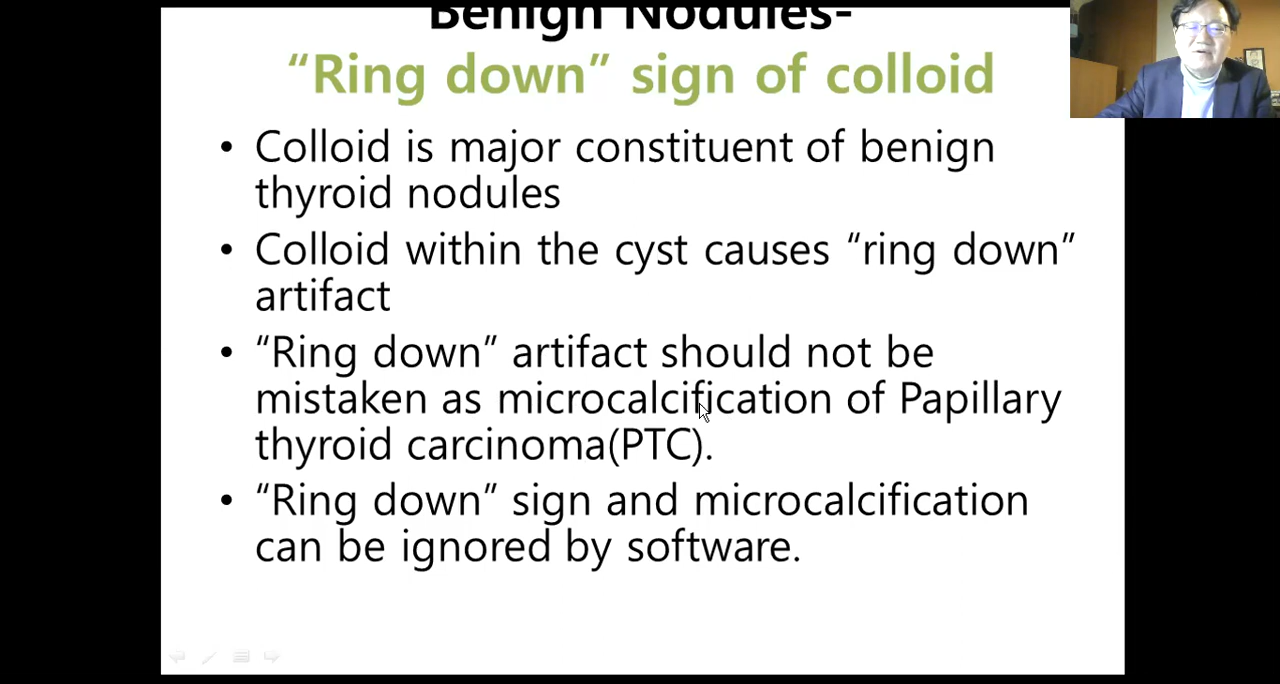 Benign Nodules-
“Ring down” sign of colloid
• Colloid is major constituent of benign
thyroid nodules
• Colloid within the cyst causes “ring down”
artifact
• “Ring down” artifact should not be
mistaken as microcalcification of Papillary
thyroid carcinoma(PTC).
• “Ring down” sign and microcalcification
can be ignored by software.